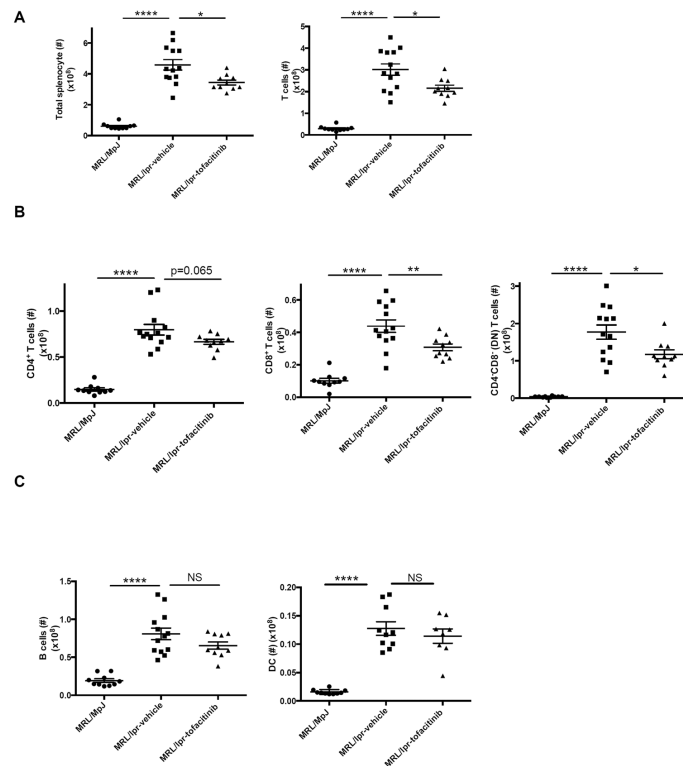 A
****
*
Total splenocyte (#)
(x10⁸)
6
4
2
0
MRL/MpJ
MRL/lpr-vehicle
MRL/lpr-tofacitinib
****
*
T cells (#)
(x10⁸)
5
4
3
2
1
0
MRL/MpJ
MRL/lpr-vehicle
MRL/lpr-tofacitinib
B
****
p=0.065
CD4⁺ T cells (#)
(x10⁸)
1.0
0.5
0.0
MRL/MpJ
MRL/lpr-vehicle
MRL/lpr-tofacitinib
****
**
CD8⁺ T cells (#)
(x10⁸)
0.6
0.4
0.2
0.0
MRL/MpJ
MRL/lpr-vehicle
MRL/lpr-tofacitinib
****
*
CD4⁻CD8⁻ (DN) T cells (#)
(x10⁸)
3
2
1
0
MRL/MpJ
MRL/lpr-vehicle
MRL/lpr-tofacitinib
C
****
NS
B cells (#)
(x10⁸)
1.5
1.0
0.5
0.0
MRL/MpJ
MRL/lpr-vehicle
MRL/lpr-tofacitinib
****
NS
DC (#) (x10⁸)
0.20
0.15
0.10
0.05
0.00
MRL/MpJ
MRL/lpr-vehicle
MRL/lpr-tofacitinib